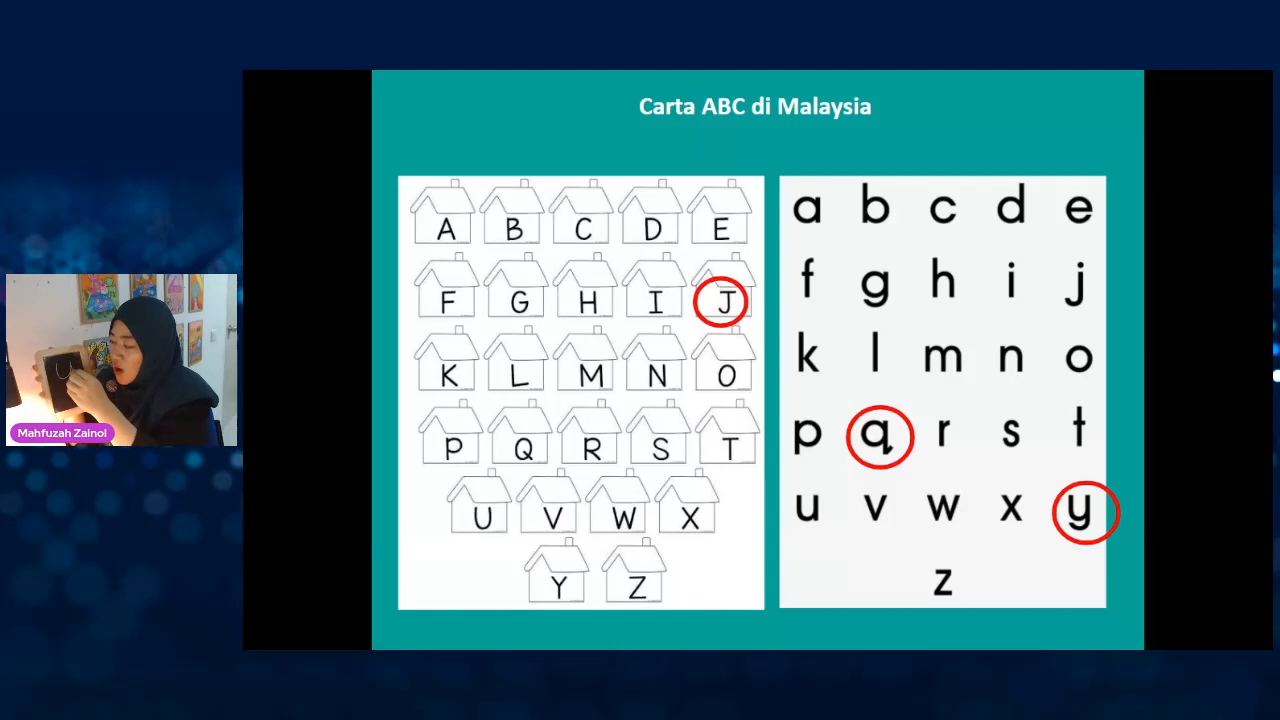 Carta ABC di Malaysia
A B C D E
F G H I J
K L M N O
P Q R S T
U V W X
Y Z
a b c d e
f g h i j
k l m n o
p q r s t
u v w x y
z
Mahfuzah Zainol